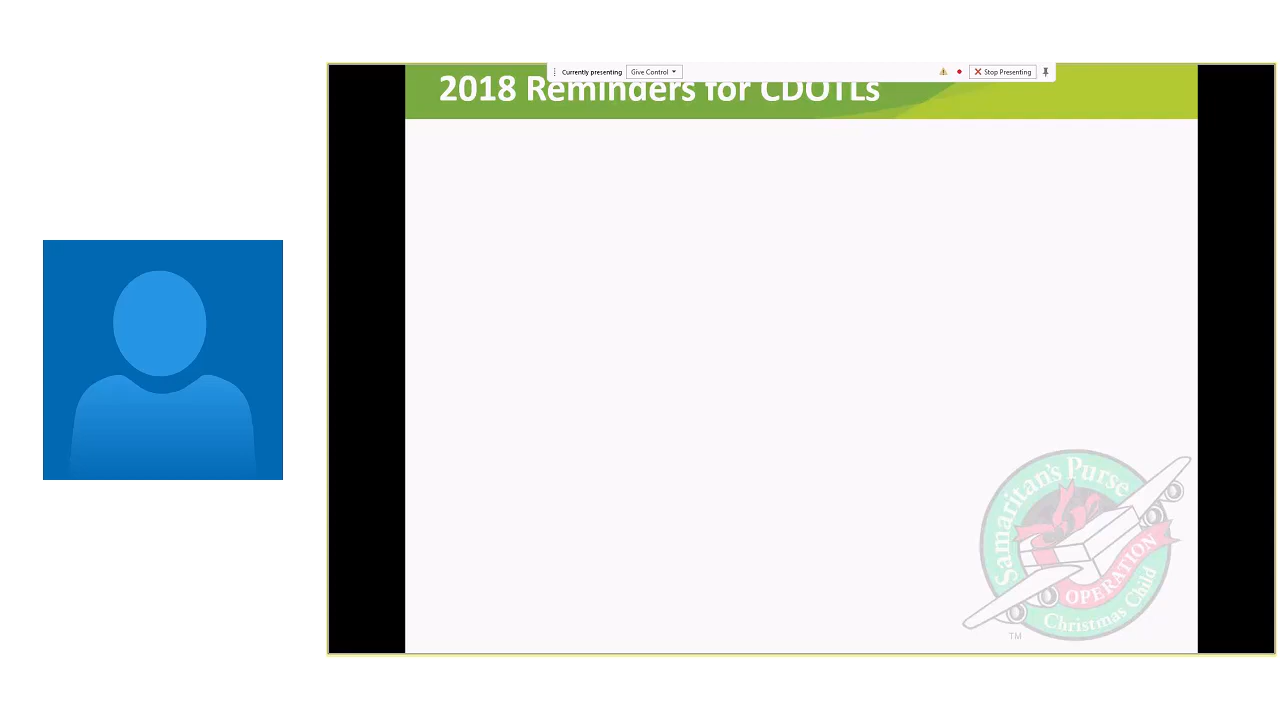 Currently presenting Give Control Stop Presenting
2018 Reminders for CDOTLs
Samaritan's Purse
OPERATION
Christmas Child
TM